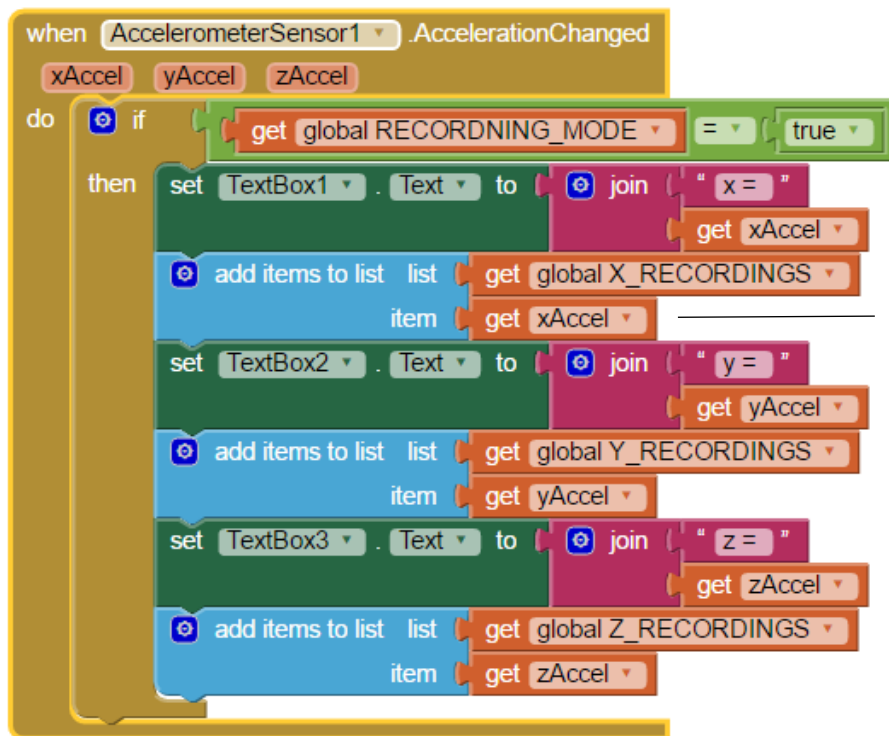 when AccelerometerSensor1 .AccelerationChanged
xAccel yAccel zAccel
do if get global RECORDNING_MODE = true
then set TextBox1 . Text to join " x = "
get xAccel
add items to list list get global X_RECORDINGS
item get xAccel
set TextBox2 . Text to join " y = "
get yAccel
add items to list list get global Y_RECORDINGS
item get yAccel
set TextBox3 . Text to join " z = "
get zAccel
add items to list list get global Z_RECORDINGS
item get zAccel